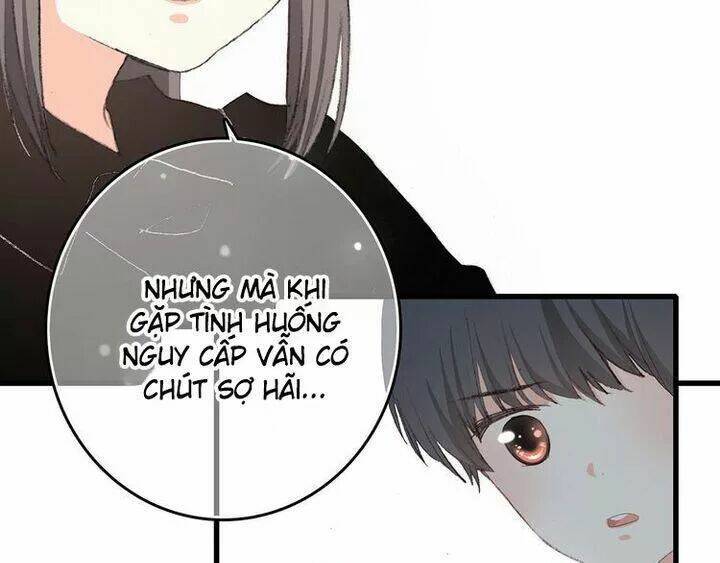 NHƯNG MÀ KHI
GẶP TÌNH HUỐNG
NGUY CẤP VẪN CÓ
CHÚT SỢ HÃI...